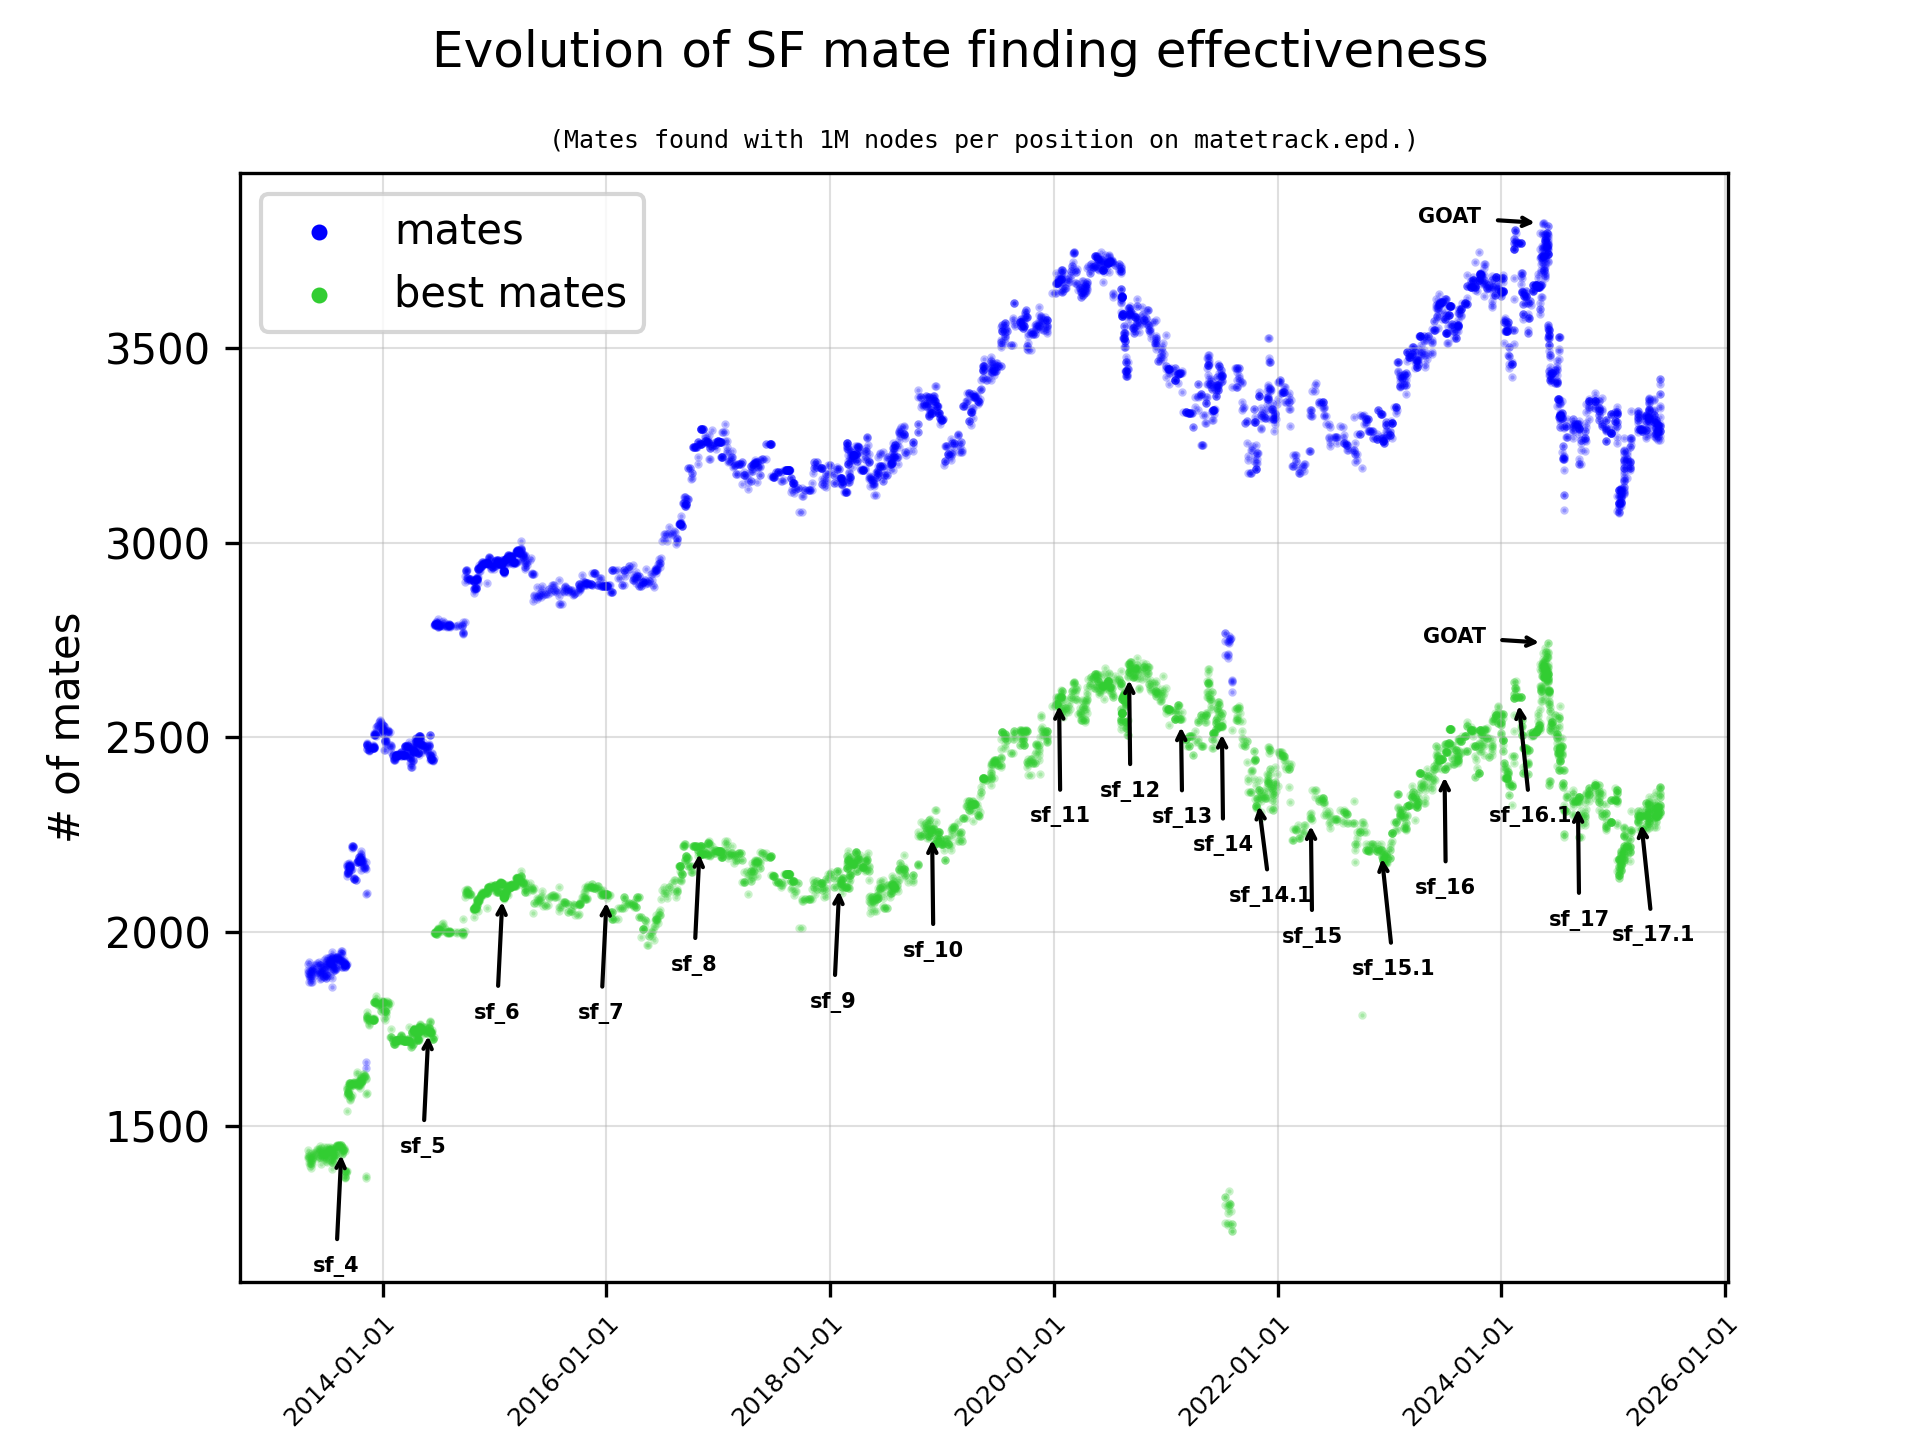 Evolution of SF mate finding effectiveness
(Mates found with 1M nodes per position on matetrack.epd.)
mates
best mates
GOAT
GOAT
# of mates
3500
3000
2500
2000
1500
sf_4
sf_5
sf_6
sf_7
sf_8
sf_9
sf_10
sf_11
sf_12
sf_13
sf_14
sf_14.1
sf_15
sf_15.1
sf_16
sf_16.1
sf_17
sf_17.1
2014-01-01
2016-01-01
2018-01-01
2020-01-01
2022-01-01
2024-01-01
2026-01-01